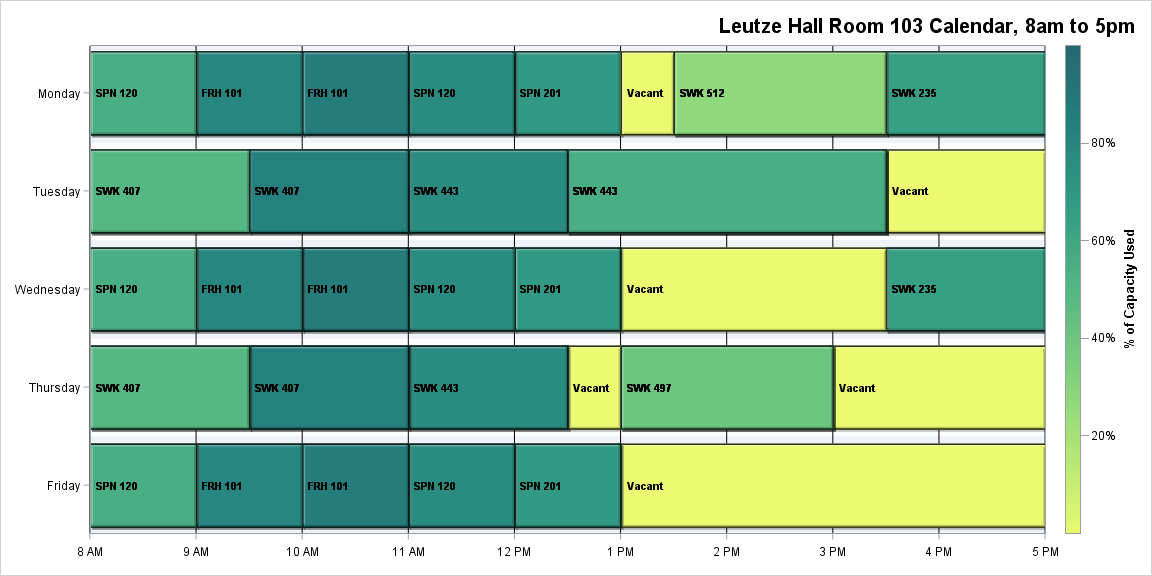 Leutze Hall Room 103 Calendar, 8am to 5pm
Monday
SPN 120
FRH 101
FRH 101
SPN 120
SPN 201
Vacant
SWK 512
SWK 235
Tuesday
SWK 407
SWK 407
SWK 443
SWK 443
Vacant
Wednesday
SPN 120
FRH 101
FRH 101
SPN 120
SPN 201
Vacant
SWK 235
Thursday
SWK 407
SWK 407
SWK 443
Vacant
SWK 497
Vacant
Friday
SPN 120
FRH 101
FRH 101
SPN 120
SPN 201
Vacant
8 AM
9 AM
10 AM
11 AM
12 PM
1 PM
2 PM
3 PM
4 PM
5 PM
80%
60%
40%
20%
% of Capacity Used